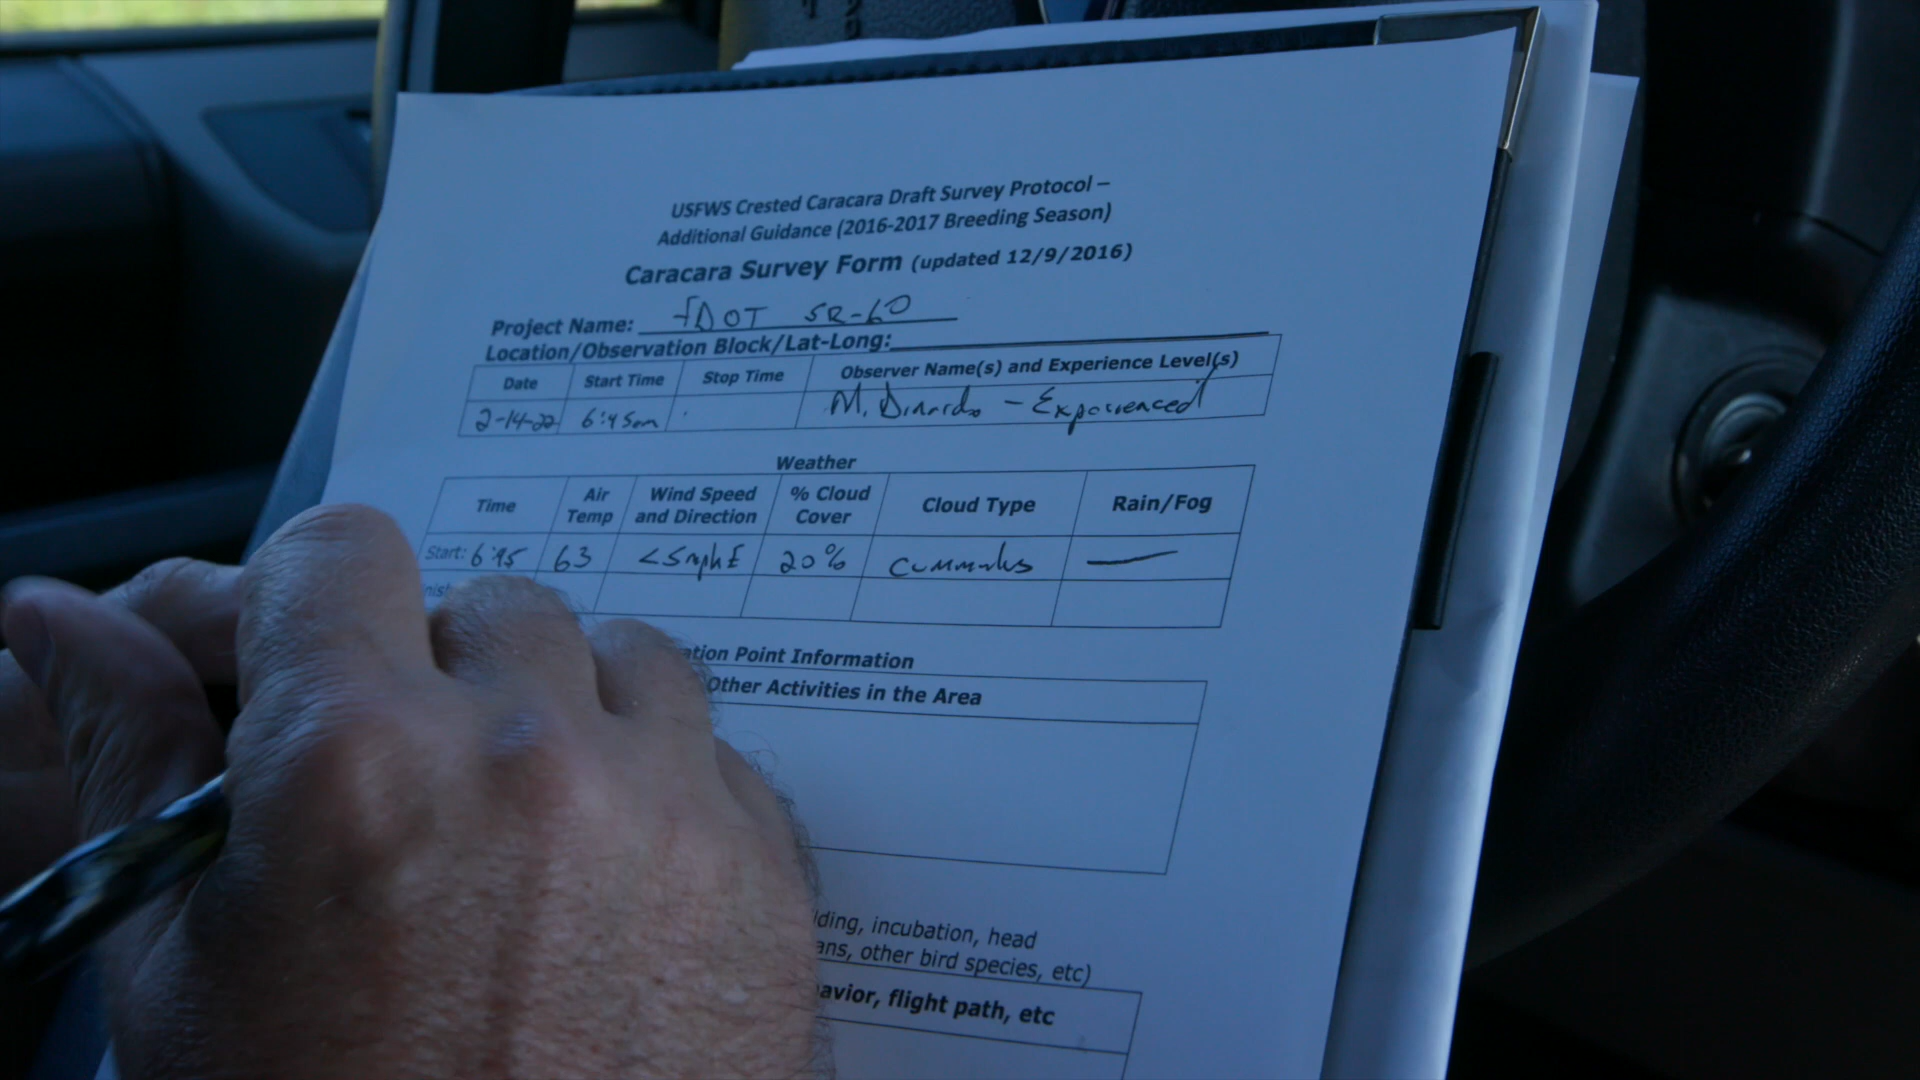 USFWS Crested Caracara Draft Survey Protocol –
Additional Guidance (2016-2017 Breeding Season)
Caracara Survey Form (updated 12/9/2016)
Project Name: FDOT SR-60
Location/Observation Block/Lat-Long:
Date Start Time Stop Time Observer Name(s) and Experience Level(s)
2-14-22 6:45am M. Dinardo - Experienced
Weather
Time Air Temp Wind Speed and Direction % Cloud Cover Cloud Type Rain/Fog
Start: 6:45 63 <5mph E 20% Cummulus —
nish
ation Point Information
Other Activities in the Area
lding, incubation, head
ans, other bird species, etc)
avior, flight path, etc